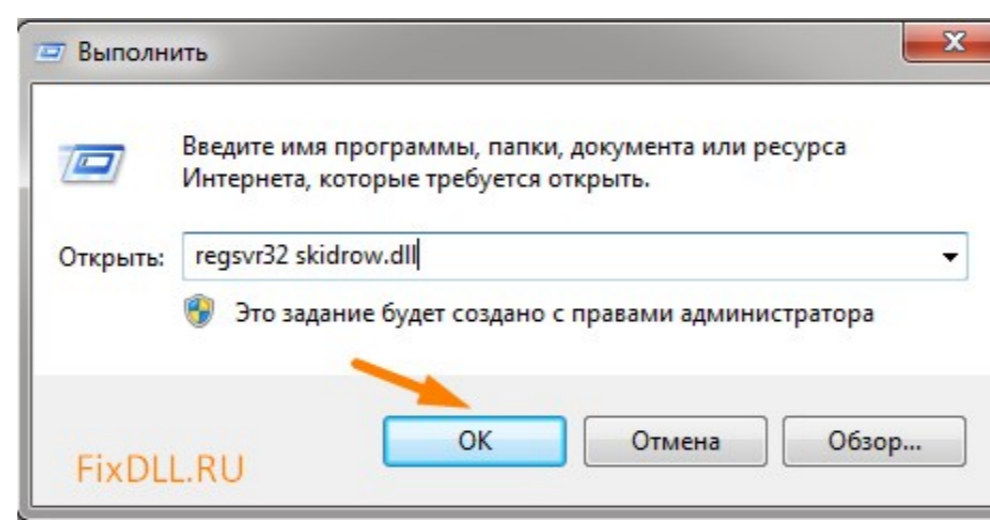 Выполнить
Введите имя программы, папки, документа или ресурса
Интернета, которые требуется открыть.
Открыть: regsvr32 skidrow.dll
Это задание будет создано с правами администратора
OK Отмена Обзор...
FixDLL.RU